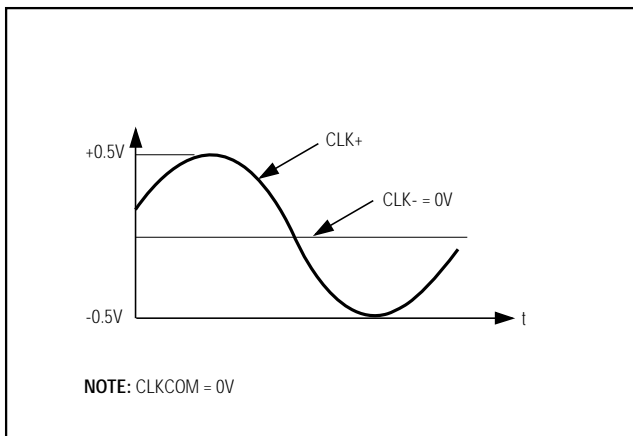 +0.5V
CLK+
CLK- = 0V
-0.5V
t
NOTE: CLKCOM = 0V